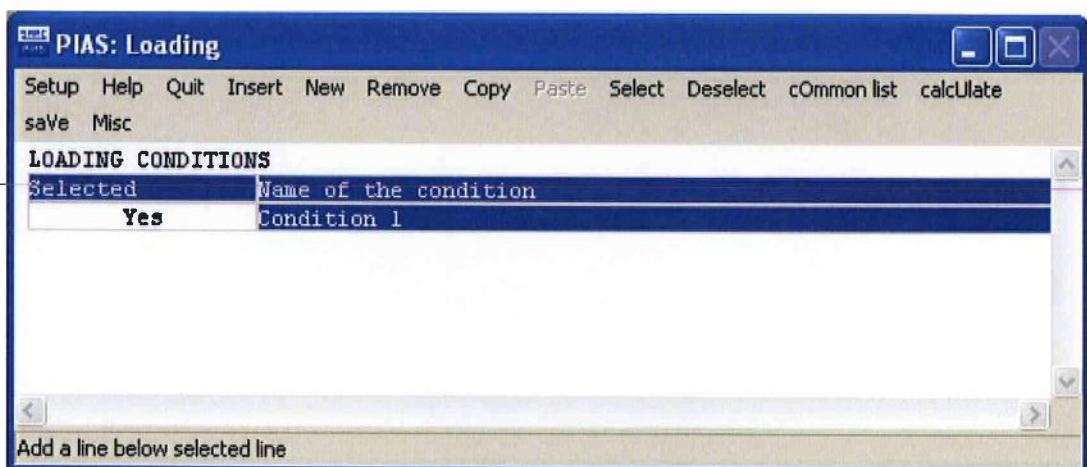 PIAS: Loading
Setup Help Quit Insert New Remove Copy Paste Select Deselect cOmmon list calcUlate
saVe Misc
LOADING CONDITIONS
Selected Name of the condition
Yes Condition 1
Add a line below selected line